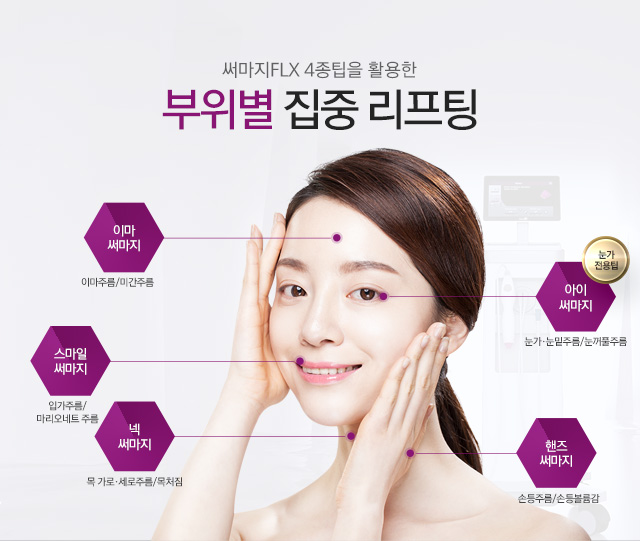 써마지FLX 4종팁을 활용한
부위별 집중 리프팅
이마
써마지
이마주름/미간주름
눈가
전용팁
아이
써마지
눈가·눈밑주름/눈꺼풀주름
스마일
써마지
입가주름/
마리오네트 주름
넥
써마지
목 가로·세로주름/목처짐
핸즈
써마지
손등주름/손등볼륨감